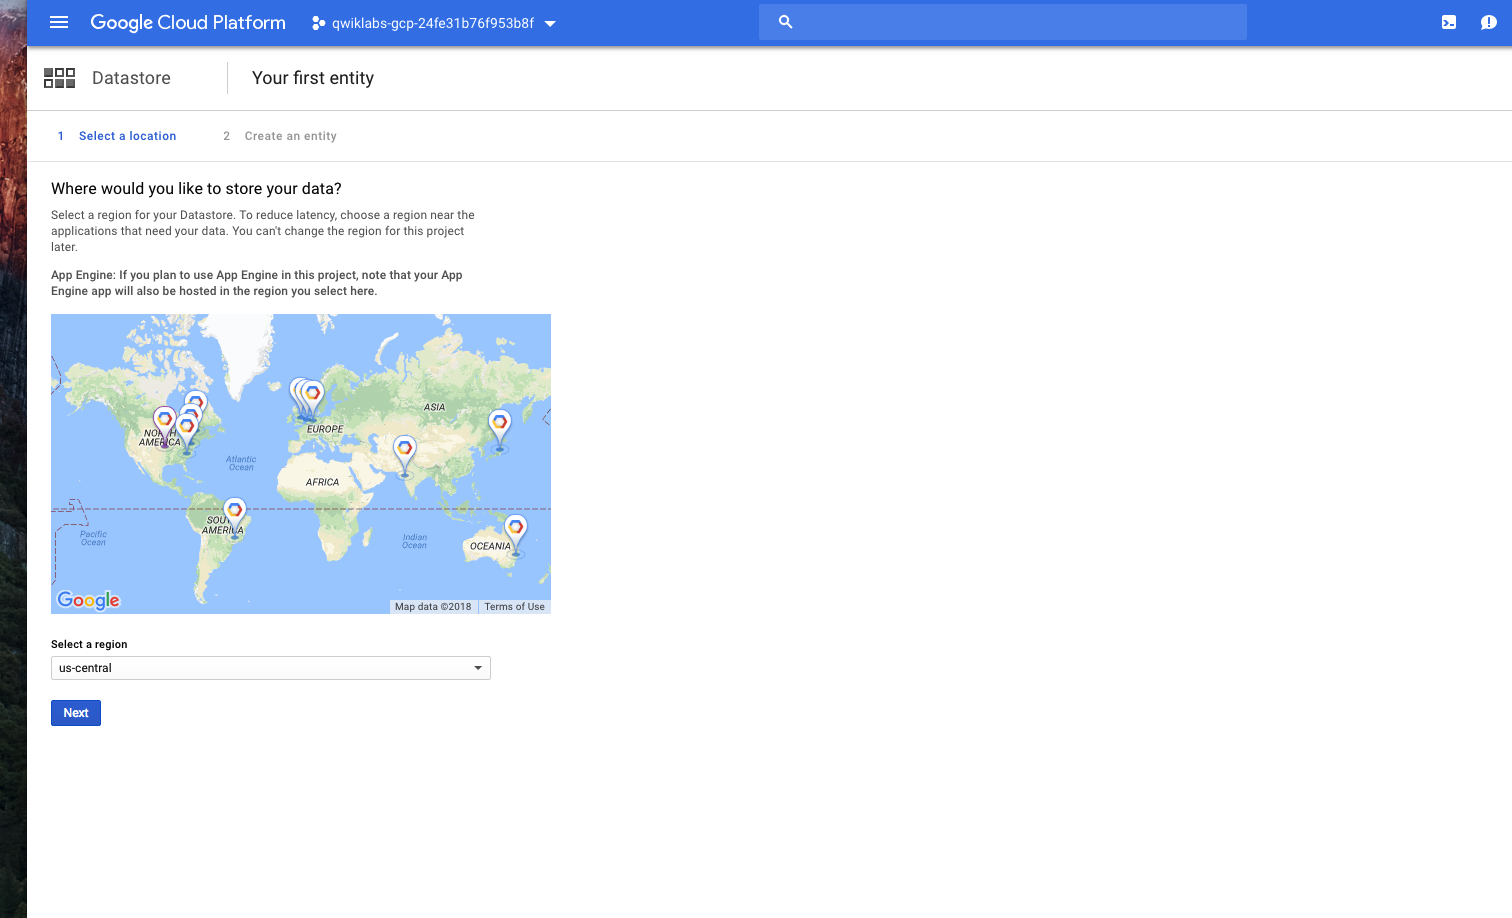 Google Cloud Platform
qwiklabs-gcp-24fe31b76f953b8f
Datastore
Your first entity
1 Select a location
2 Create an entity
Where would you like to store your data?
Select a region for your Datastore. To reduce latency, choose a region near the
applications that need your data. You can't change the region for this project
later.
App Engine: If you plan to use App Engine in this project, note that your App
Engine app will also be hosted in the region you select here.
ASIA
NORTH
AMERICA
EUROPE
Atlantic
Ocean
AFRICA
SOUTH
AMERICA
Pacific
Ocean
Indian
Ocean
OCEANIA
Google
Map data ©2018
Terms of Use
Select a region
us-central
Next